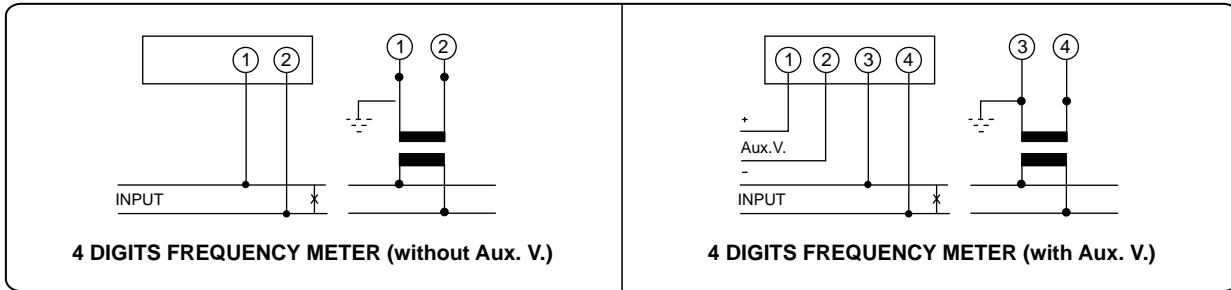 1 2 1 2
INPUT
4 DIGITS FREQUENCY METER (without Aux. V.)
1 2 3 4 3 4
+
Aux.V.
–
INPUT
4 DIGITS FREQUENCY METER (with Aux. V.)